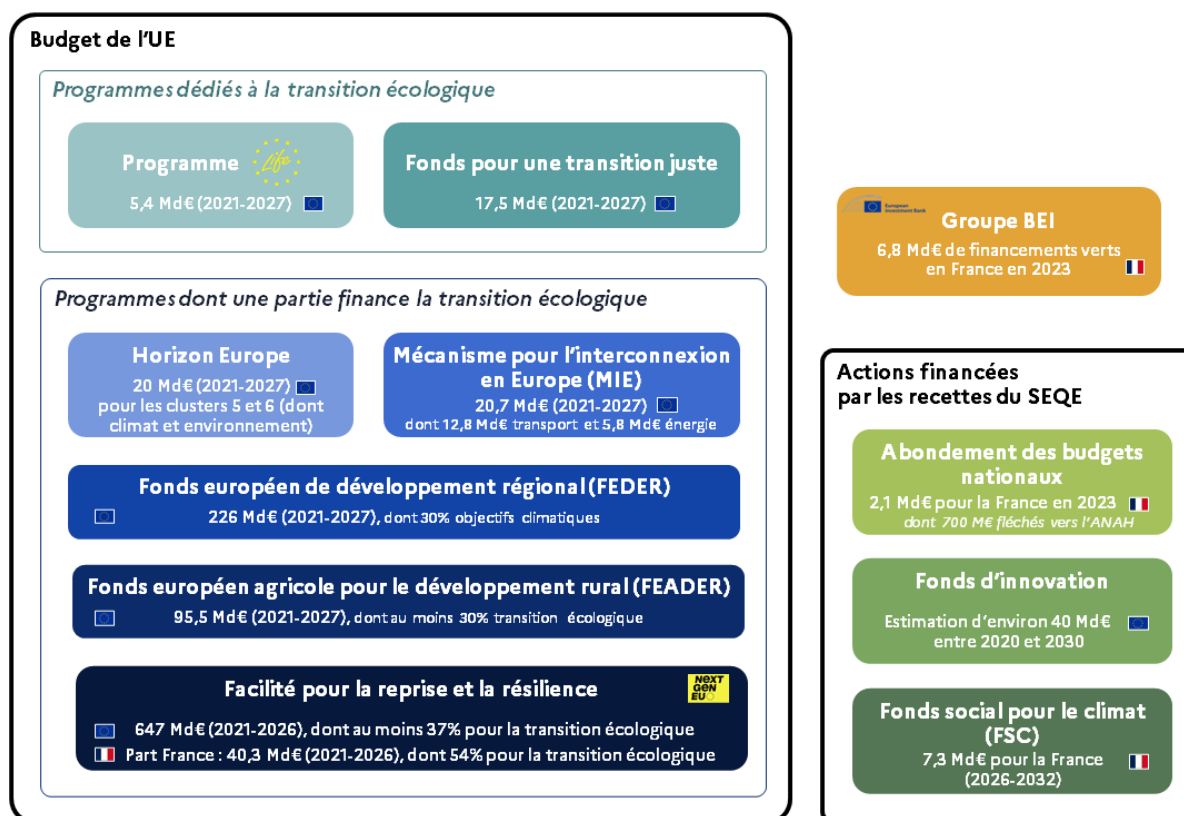 Budget de l'UE
Programmes dédiés à la transition écologique
Programme Life
5,4 Md€ (2021-2027)
Fonds pour une transition juste
17,5 Md€ (2021-2027)
Programmes dont une partie finance la transition écologique
Horizon Europe
20 Md€ (2021-2027)
pour les clusters 5 et 6 (dont
climat et environnement)
Mécanisme pour l'interconnexion
en Europe (MIE)
20,7 Md€ (2021-2027)
dont 12,8 Md€ transport et 5,8 Md€ énergie
Fonds européen de développement régional (FEDER)
226 Md€ (2021-2027), dont 30% objectifs climatiques
Fonds européen agricole pour le développement rural (FEADER)
95,5 Md€ (2021-2027), dont au moins 30% transition écologique
Facilité pour la reprise et la résilience
NEXT
GEN
EU
647 Md€ (2021-2026), dont au moins 37% pour la transition écologique
Part France : 40,3 Md€ (2021-2026), dont 54% pour la transition écologique
European
Investment Bank
Groupe BEI
6,8 Md€ de financements verts
en France en 2023
Actions financées
par les recettes du SEQE
Abondement des budgets
nationaux
2,1 Md€ pour la France en 2023
dont 700 M€ fléchés vers l'ANAH
Fonds d'innovation
Estimation d'environ 40 Md€
entre 2020 et 2030
Fonds social pour le climat
(FSC)
7,3 Md€ pour la France
(2026-2032)